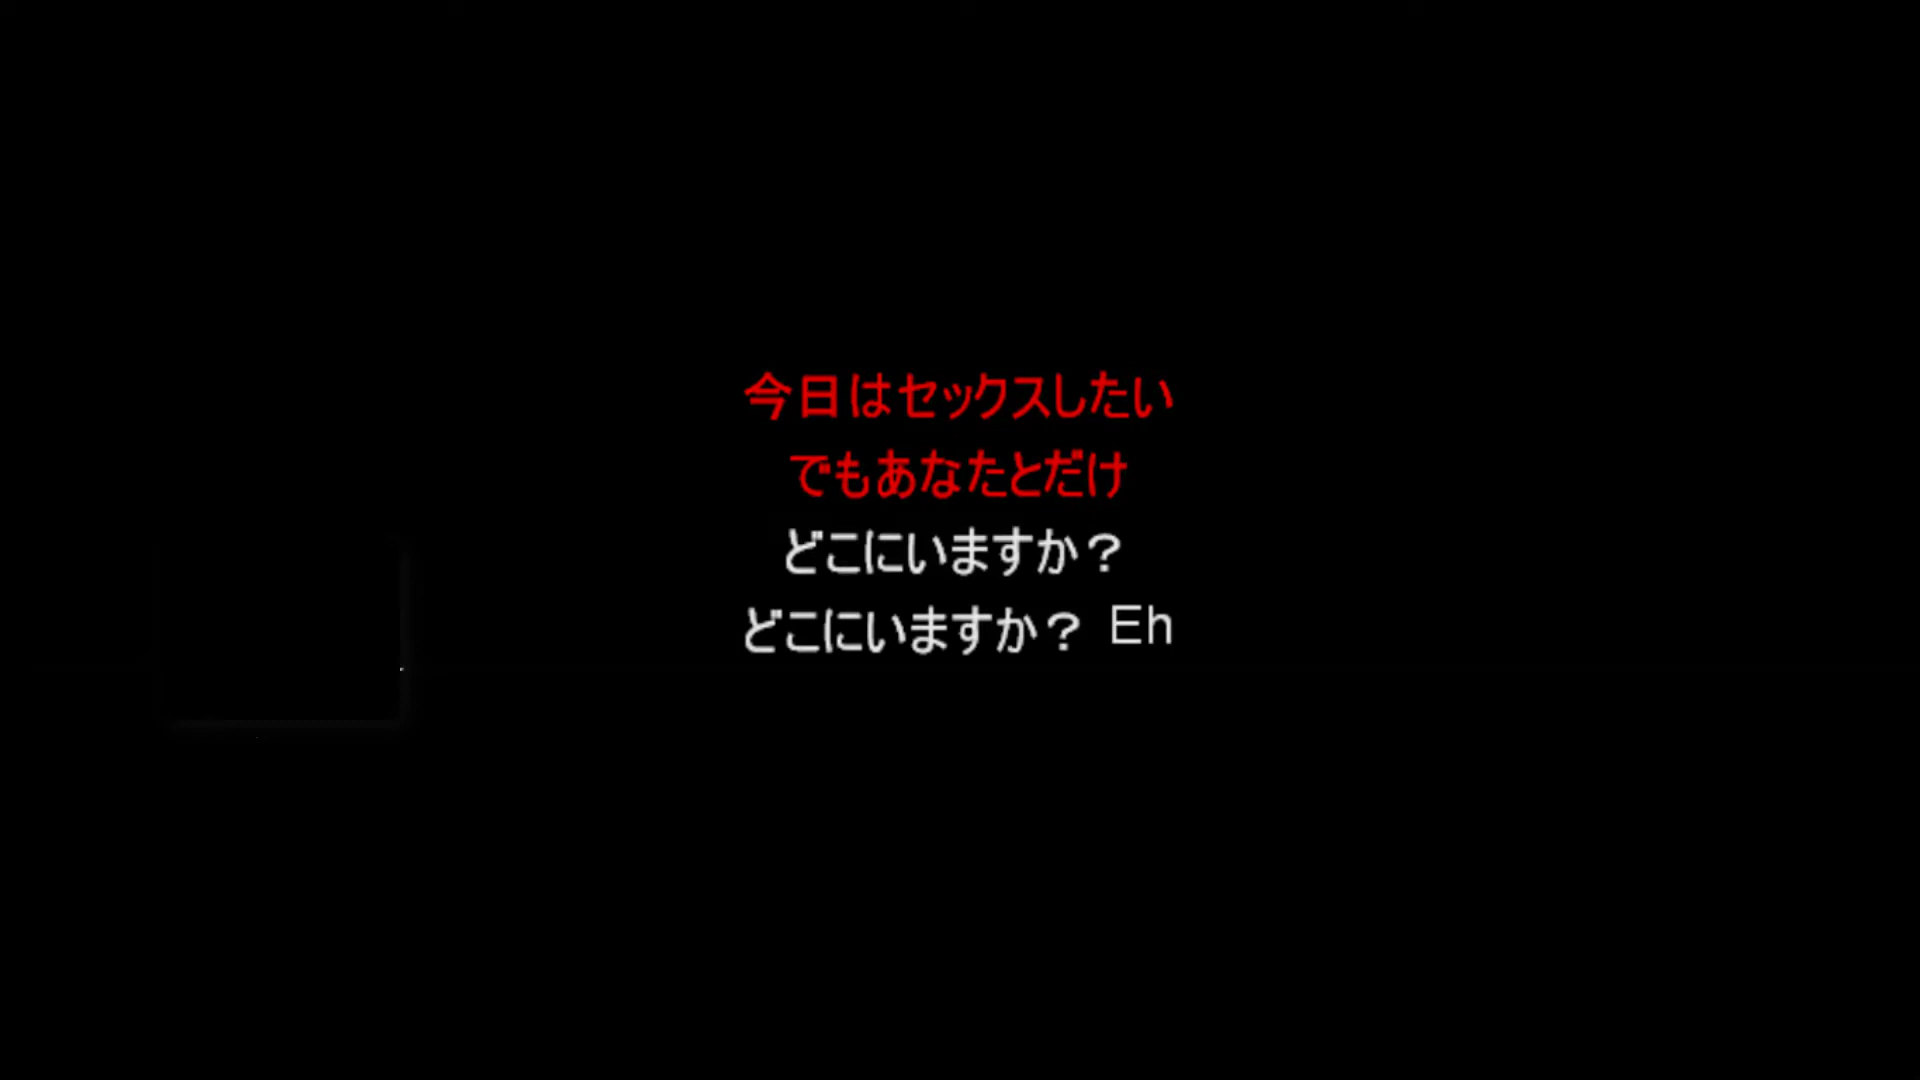 今日はセックスしたい
でもあなたとだけ
どこにいますか？
どこにいますか？ Eh